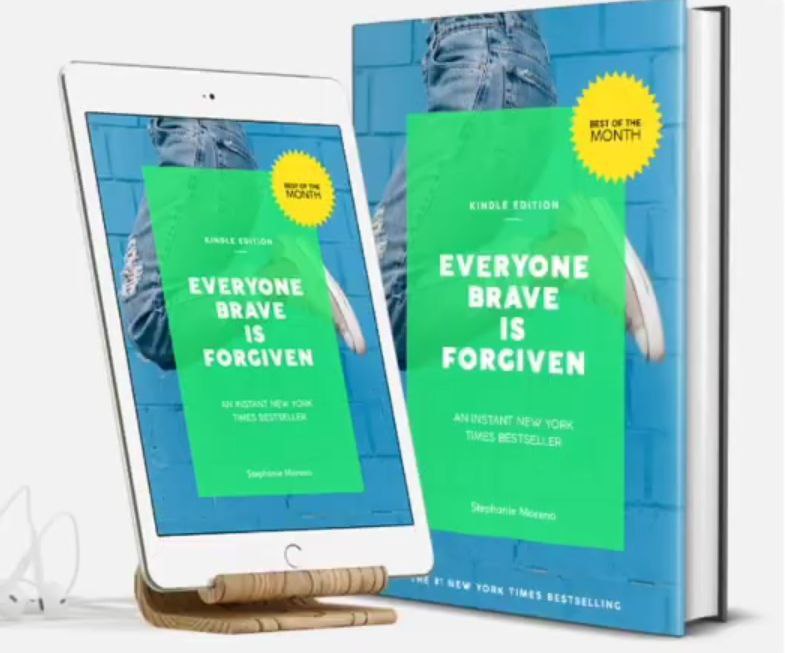 BEST OF THE
MONTH
KINDLE EDITION
EVERYONE
BRAVE
IS
FORGIVEN
AN INSTANT NEW YORK
TIMES BESTSELLER
Stephanie Moreno
BEST OF THE
MONTH
KINDLE EDITION
EVERYONE
BRAVE
IS
FORGIVEN
AN INSTANT NEW YORK
TIMES BESTSELLER
Stephanie Moreno
THE #1 NEW YORK TIMES BESTSELLING